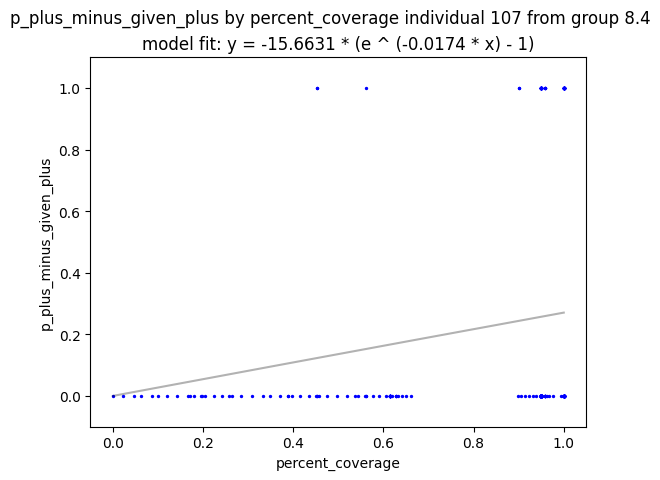 p_plus_minus_given_plus by percent_coverage individual 107 from group 8.4
model fit: y = -15.6631 * (e ^ (-0.0174 * x) - 1)
1.0
0.8
0.6
0.4
0.2
0.0
p_plus_minus_given_plus
0.0 0.2 0.4 0.6 0.8 1.0
percent_coverage